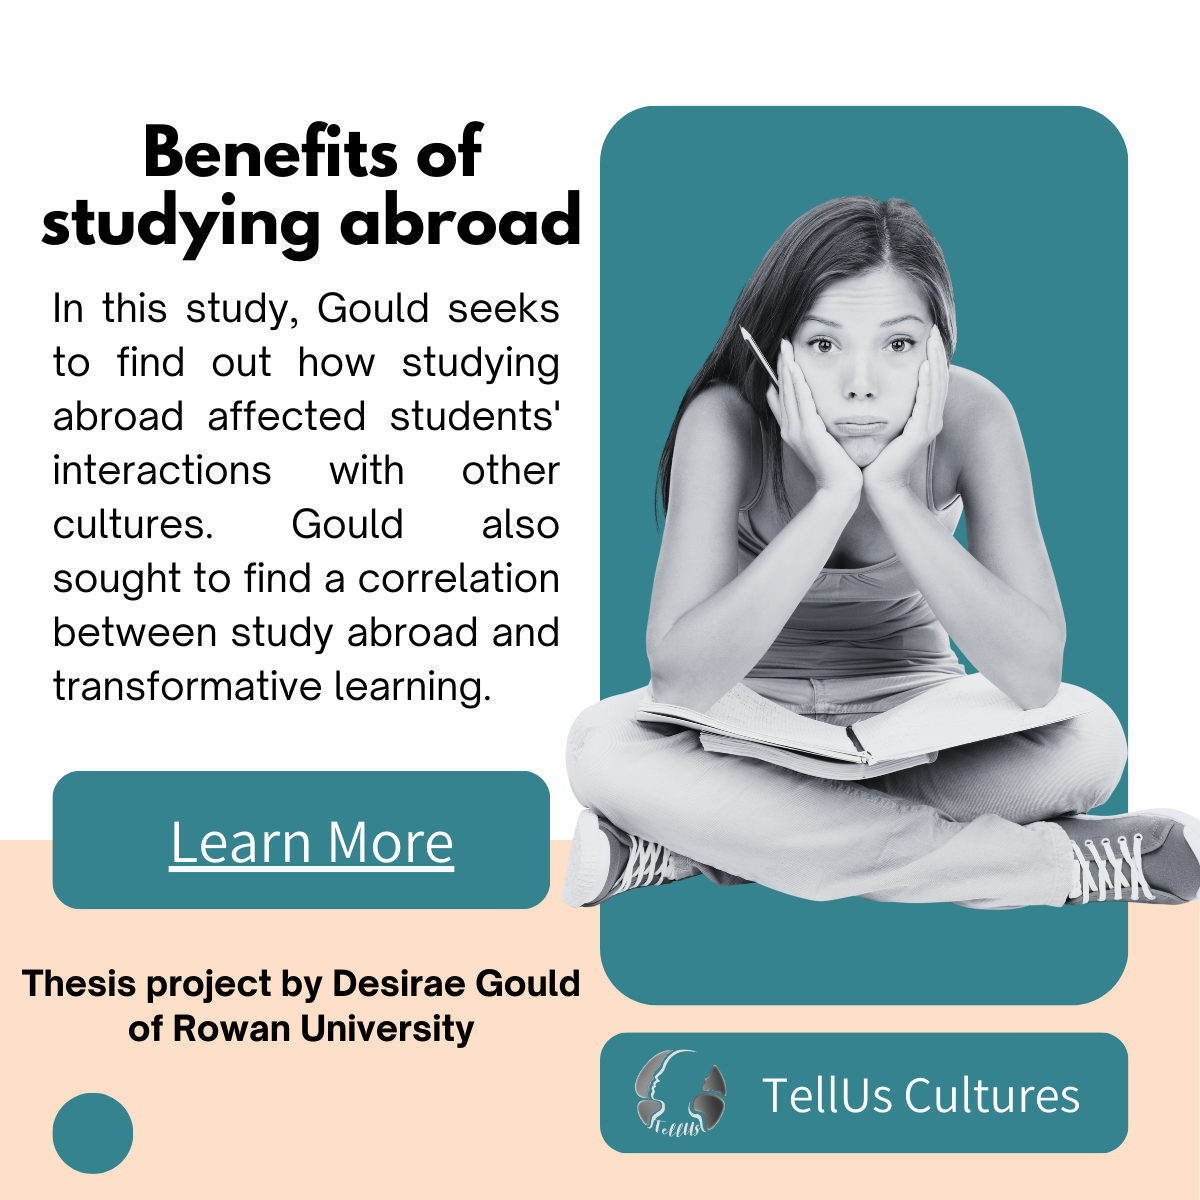 Benefits of
studying abroad
In this study, Gould seeks
to find out how studying
abroad affected students'
interactions with other
cultures. Gould also
sought to find a correlation
between study abroad and
transformative learning.
Learn More
Thesis project by Desirae Gould
of Rowan University
TellUs
TellUs Cultures